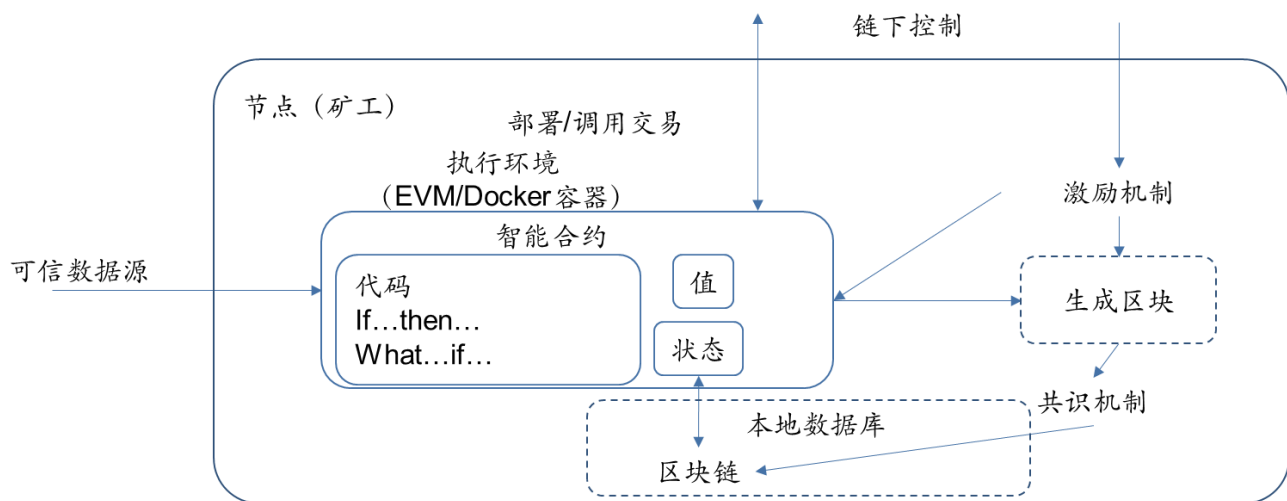 链下控制
节点（矿工）
部署/调用交易
执行环境
（EVM/Docker容器）
激励机制
智能合约
可信数据源
代码
If…then…
What…if…
值
状态
生成区块
共识机制
本地数据库
区块链